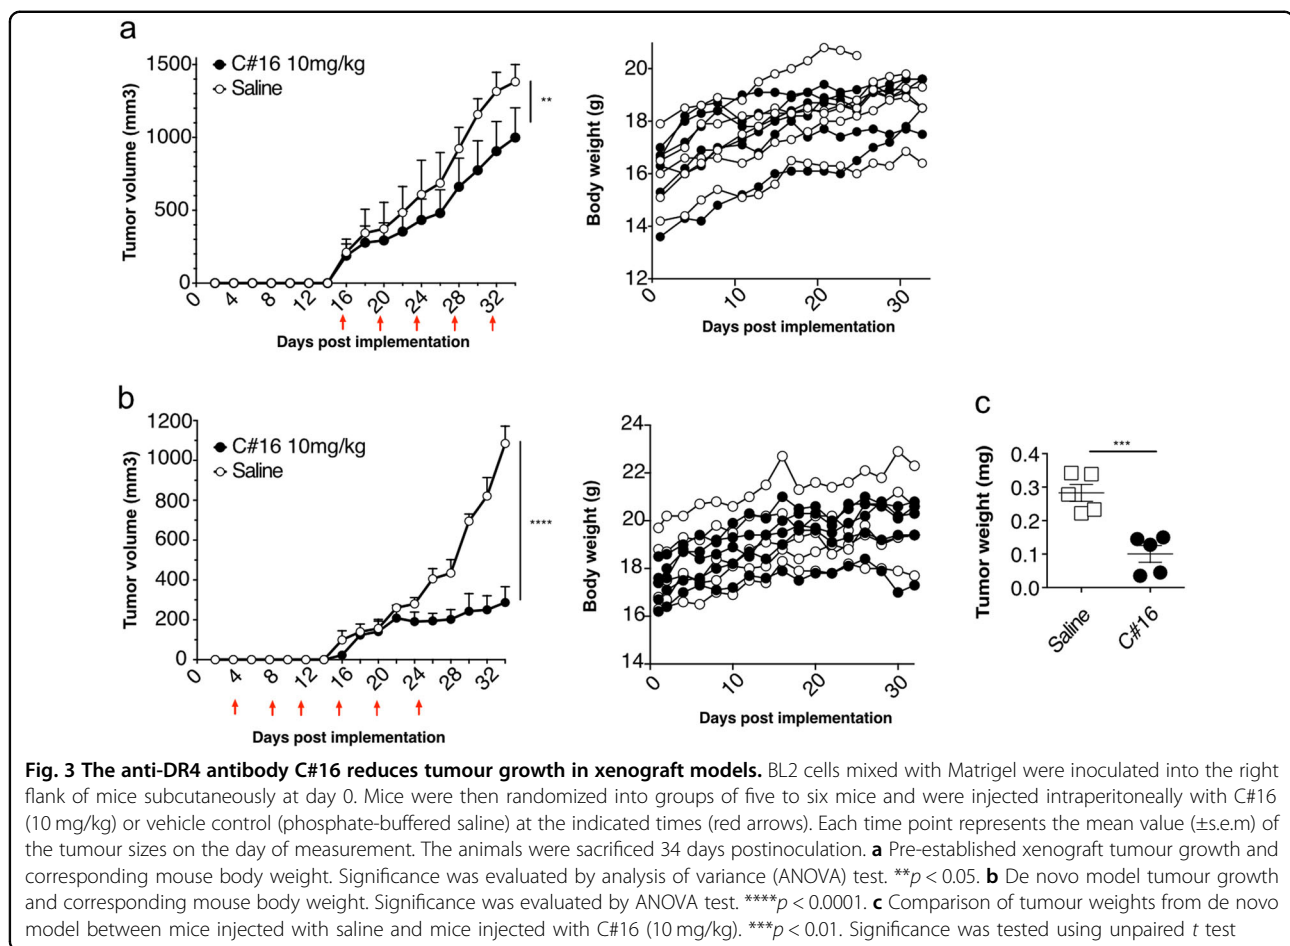 a
C#16 10mg/kg
Saline
1500
1000
500
0
Tumor volume (mm3)
**
0 4 8 12 16 20 24 28 32
Days post implementation
20
18
16
14
12
Body weight (g)
0 10 20 30
Days post implementation
b
C#16 10mg/kg
Saline
1200
1000
800
600
400
200
0
Tumor volume (mm3)
****
0 4 8 12 16 20 24 28 32
Days post implementation
24
22
20
18
16
14
Body weight (g)
0 10 20 30
Days post implementation
c
***
0.4
0.3
0.2
0.1
0.0
Tumor weight (mg)
Saline C#16
Fig. 3 The anti-DR4 antibody C#16 reduces tumour growth in xenograft models. BL2 cells mixed with Matrigel were inoculated into the right
flank of mice subcutaneously at day 0. Mice were then randomized into groups of five to six mice and were injected intraperitoneally with C#16
(10 mg/kg) or vehicle control (phosphate-buffered saline) at the indicated times (red arrows). Each time point represents the mean value (±s.e.m) of
the tumour sizes on the day of measurement. The animals were sacrificed 34 days postinoculation. a Pre-established xenograft tumour growth and
corresponding mouse body weight. Significance was evaluated by analysis of variance (ANOVA) test. **p < 0.05. b De novo model tumour growth
and corresponding mouse body weight. Significance was evaluated by ANOVA test. ****p < 0.0001. c Comparison of tumour weights from de novo
model between mice injected with saline and mice injected with C#16 (10 mg/kg). ***p < 0.01. Significance was tested using unpaired t test